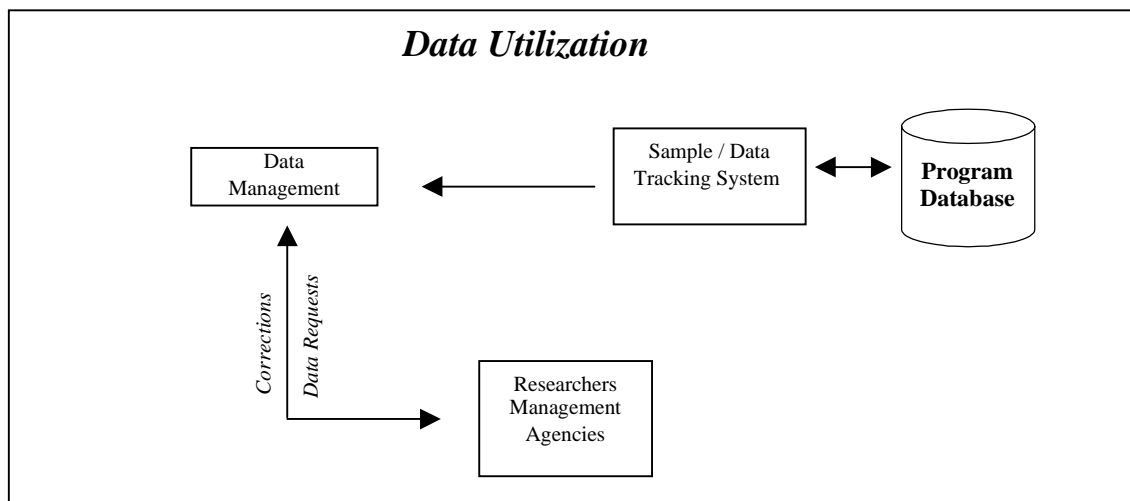 Data Utilization
Data
Management
Sample / Data
Tracking System
Program
Database
Corrections
Data Requests
Researchers
Management
Agencies